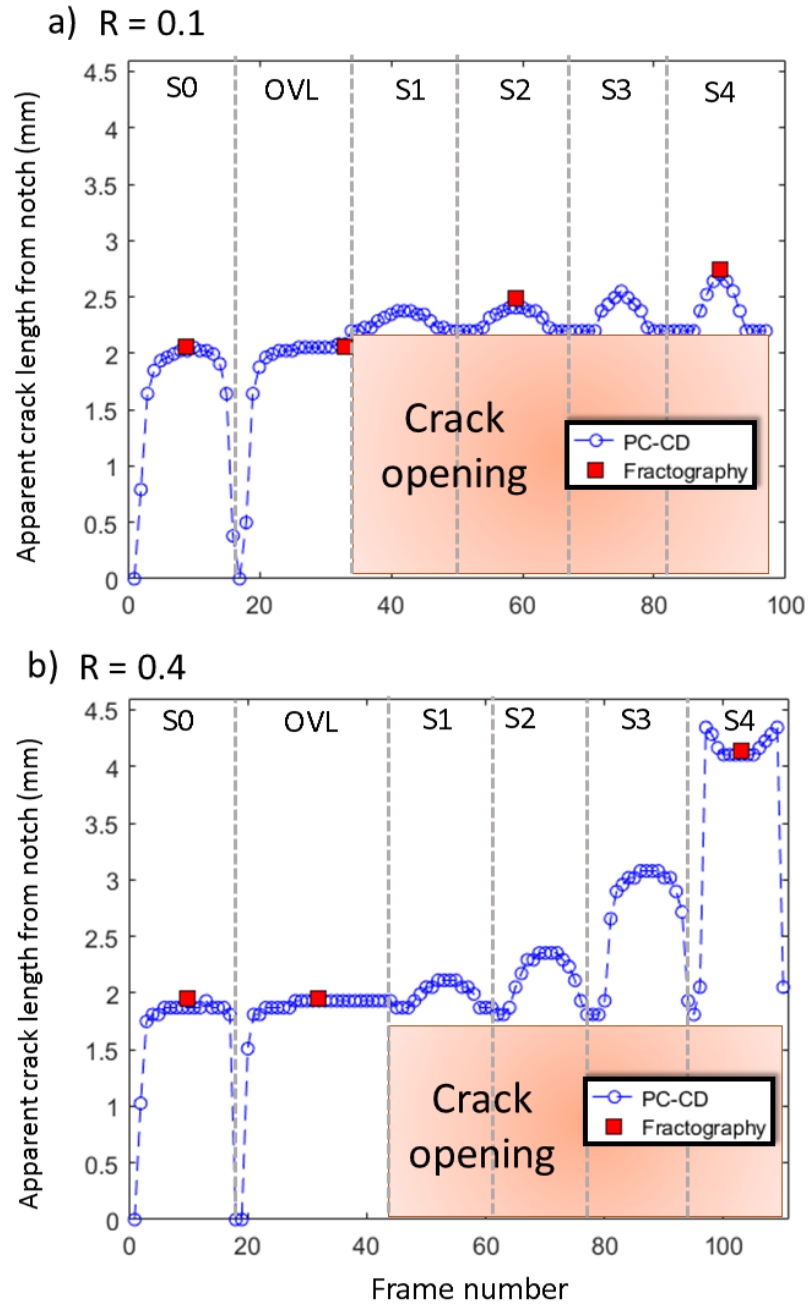 a) R = 0.1
S0 OVL S1 S2 S3 S4
4.5
4
3.5
3
2.5
2
1.5
1
0.5
0
Apparent crack length from notch (mm)
Crack
opening
PC-CD
Fractography
0 20 40 60 80 100
b) R = 0.4
S0 OVL S1 S2 S3 S4
4.5
4
3.5
3
2.5
2
1.5
1
0.5
0
Apparent crack length from notch (mm)
Crack
opening
PC-CD
Fractography
0 20 40 60 80 100
Frame number